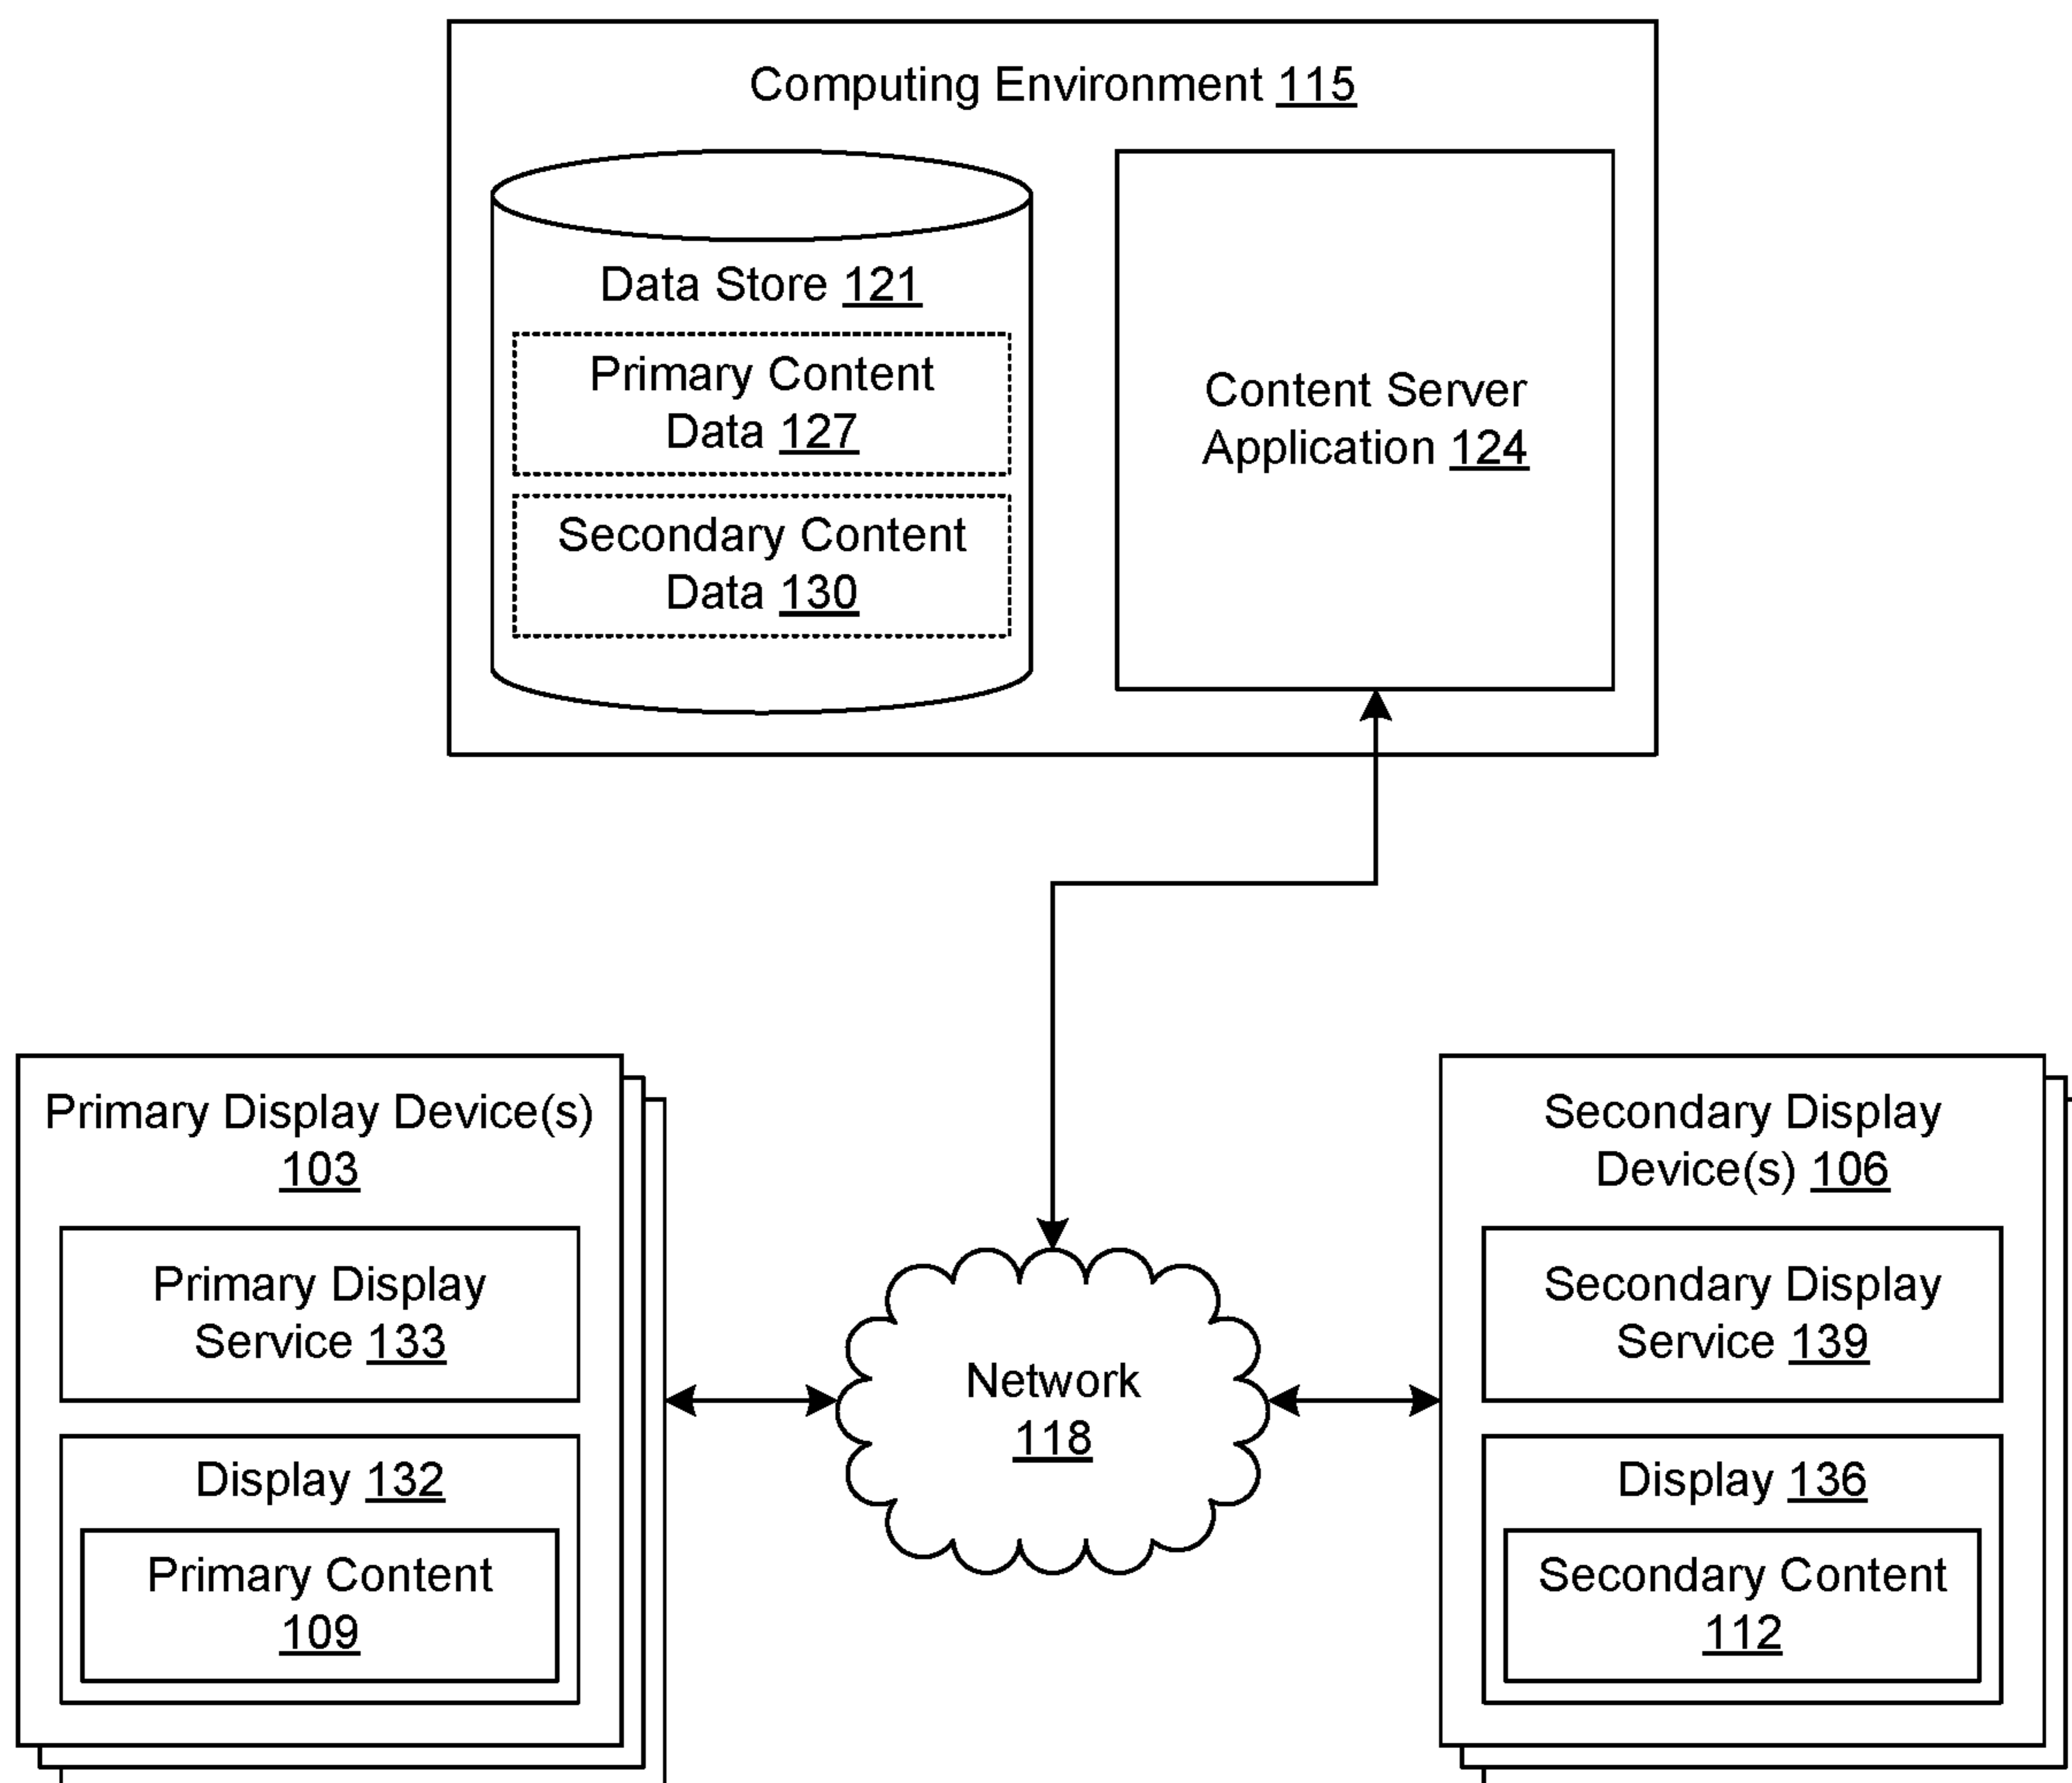 Computing Environment 115
Data Store 121
Primary Content
Data 127
Secondary Content
Data 130
Content Server
Application 124
Primary Display Device(s)
103
Primary Display
Service 133
Display 132
Primary Content
109
Network
118
Secondary Display
Device(s) 106
Secondary Display
Service 139
Display 136
Secondary Content
112